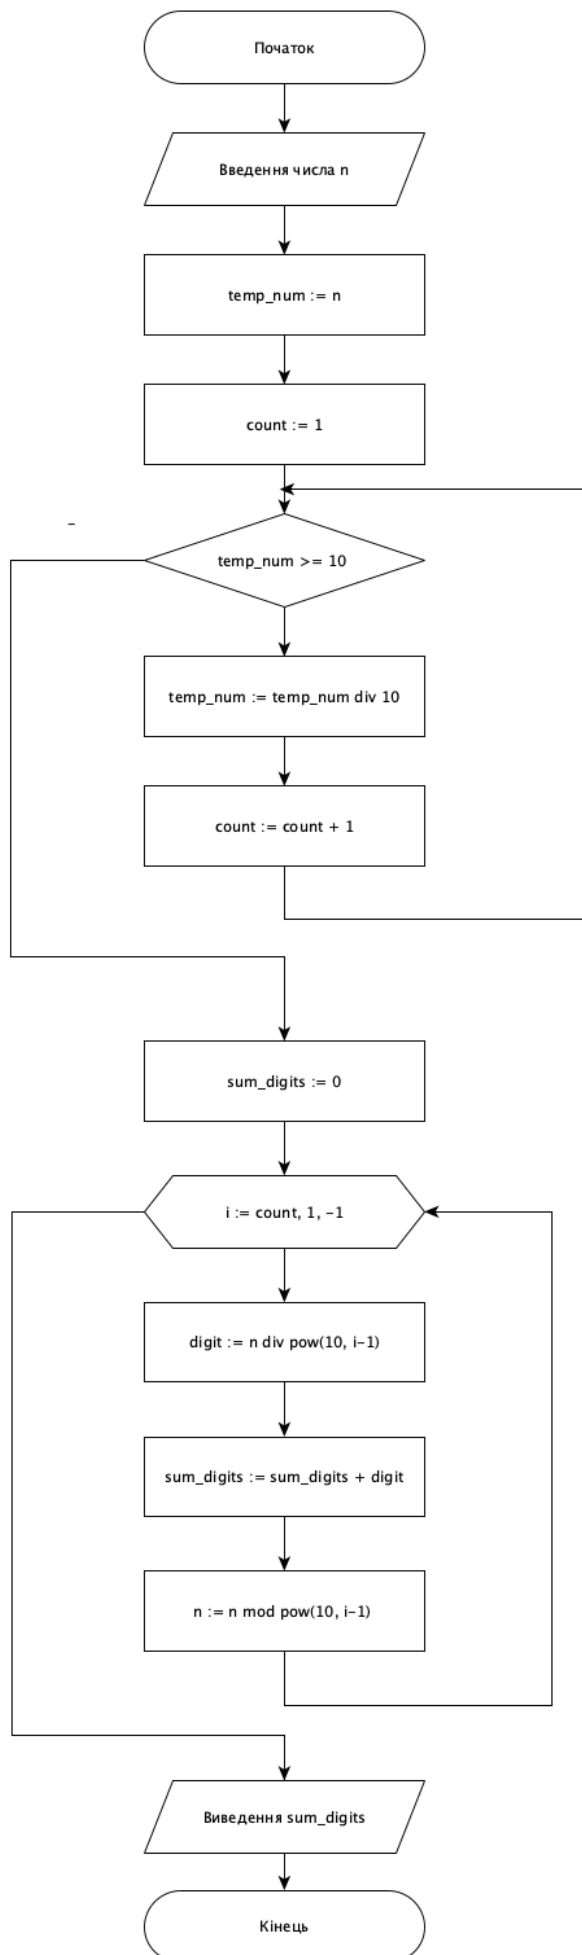 Початок
Введення числа n
temp_num := n
count := 1
–
temp_num >= 10
temp_num := temp_num div 10
count := count + 1
sum_digits := 0
i := count, 1, -1
digit := n div pow(10, i-1)
sum_digits := sum_digits + digit
n := n mod pow(10, i-1)
Виведення sum_digits
Кінець